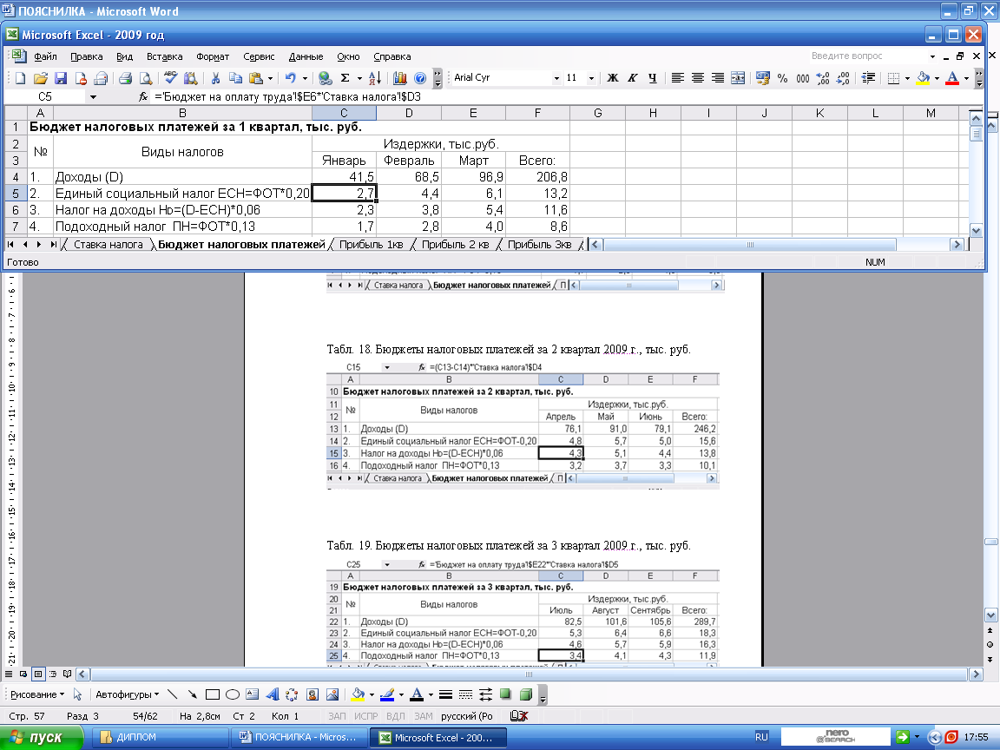 ПОЯСНИЛКА - Microsoft Word
Microsoft Excel - 2009 год
Файл Правка Вид Вставка Формат Сервис Данные Окно Справка Введите вопрос
Arial Cyr 11 Ж К Ч % 000
C5 fx ='Бюджет на оплату труда'!$E6*'Ставка налога'!$D3
A B C D E F G H I J K L M
1 Бюджет налоговых платежей за 1 квартал, тыс. руб.
2 № Виды налогов Издержки, тыс.руб.
3 Январь Февраль Март Всего:
4 1. Доходы (D) 41,5 68,5 96,9 206,8
5 2. Единый социальный налог ЕСН=ФОТ*0,20 2,7 4,4 6,1 13,2
6 3. Налог на доходы НD=(D-ЕСН)*0,06 2,3 3,8 5,4 11,6
7 4. Подоходный налог ПН=ФОТ*0,13 1,7 2,8 4,0 8,6
Ставка налога Бюджет налоговых платежей Прибыль 1кв Прибыль 2 кв Прибыль 3кв
Готово NUM
Ставка налога Бюджет налоговых платежей П
Табл. 18. Бюджеты налоговых платежей за 2 квартал 2009 г., тыс. руб.
C15 fx =(C13-C14)*'Ставка налога'!$D4
A B C D E F
10 Бюджет налоговых платежей за 2 квартал, тыс. руб.
11 № Виды налогов Издержки, тыс.руб.
12 Апрель Май Июнь Всего:
13 1. Доходы (D) 76,1 91,0 79,1 246,2
14 2. Единый социальный налог ЕСН=ФОТ-0,20 4,8 5,7 5,0 15,6
15 3. Налог на доходы НD=(D-ЕСН)*0,06 4,3 5,1 4,4 13,8
16 4. Подоходный налог ПН=ФОТ*0,13 3,2 3,7 3,3 10,1
Ставка налога Бюджет налоговых платежей П
Табл. 19. Бюджеты налоговых платежей за 3 квартал 2009 г., тыс. руб.
C25 fx ='Бюджет на оплату труда'!$E22*'Ставка налога'!$D5
A B C D E F
19 Бюджет налоговых платежей за 3 квартал, тыс. руб.
20 № Виды налогов Издержки, тыс.руб.
21 Июль Август Сентябрь Всего:
22 1. Доходы (D) 82,5 101,6 105,6 289,7
23 2. Единый социальный налог ЕСН=ФОТ-0,20 5,3 6,4 6,6 18,3
24 3. Налог на доходы НD=(D-ЕСН)*0,06 4,6 5,7 5,9 16,3
25 4. Подоходный налог ПН=ФОТ*0,13 3,4 4,1 4,3 11,9
Рисование Автофигуры
Стр. 57 Разд 3 54/62 На 2,8см Ст 2 Кол 1 ЗАП ИСПР ВДЛ ЗАМ русский (Ро
пуск ДИПЛОМ ПОЯСНИЛКА - Micros... Microsoft Excel - 200... RU nero SEARCH 17:55